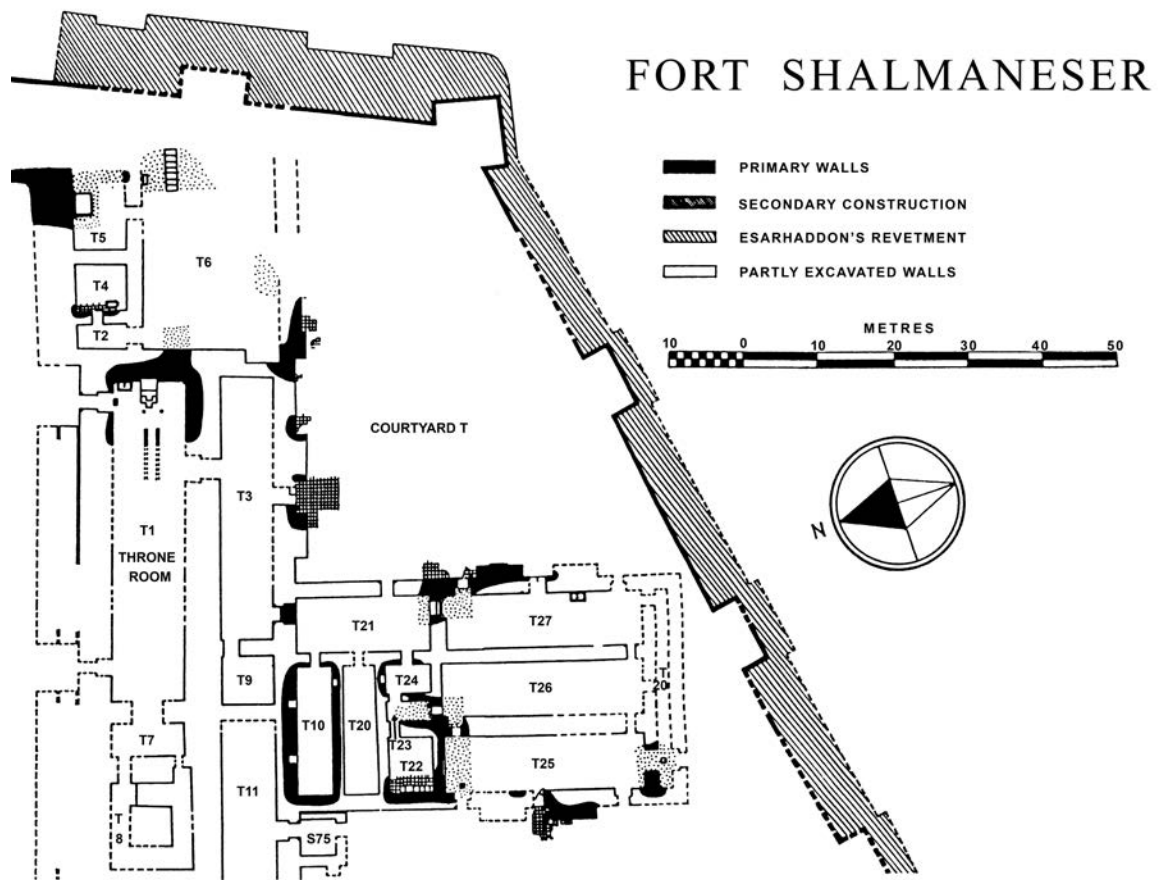 FORT SHALMANESER
PRIMARY WALLS
SECONDARY CONSTRUCTION
ESARHADDON'S REVETMENT
PARTLY EXCAVATED WALLS
METRES
10 0 10 20 30 40 50
N
T5
T6
T4
T2
COURTYARD T
T3
T1
THRONE
ROOM
T21
T27
T9
T24
T26
T
20
T10
T20
T7
T23
T22
T25
T11
T
8
S75